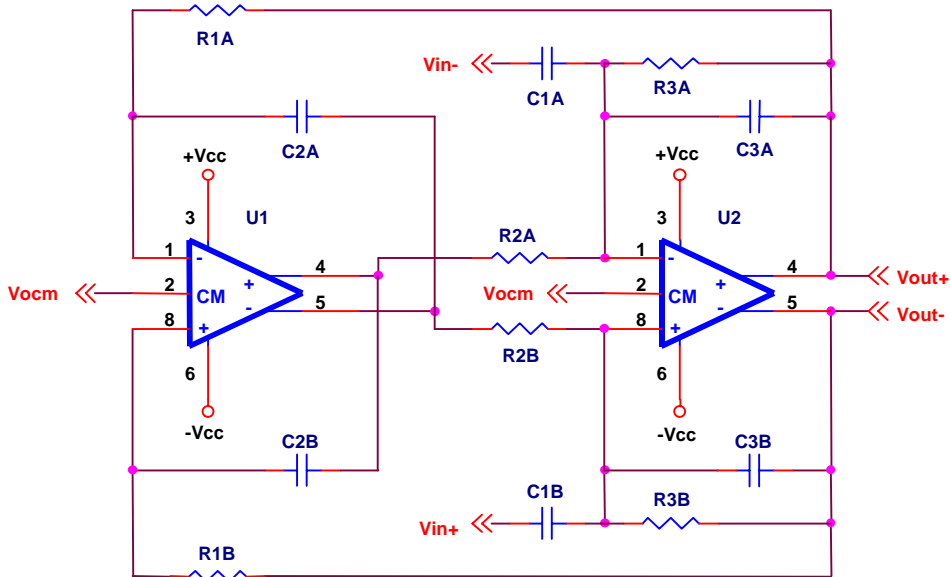 R1A
Vin-
C1A
R3A
C2A
C3A
+Vcc
+Vcc
3
U1
3
U2
1
-
4
R2A
1
-
4
Vout+
Vocm
2
CM
+
-
Vocm
2
CM
+
-
8
+
5
R2B
8
+
5
Vout-
6
6
-Vcc
-Vcc
C2B
C3B
C1B
R3B
Vin+
R1B